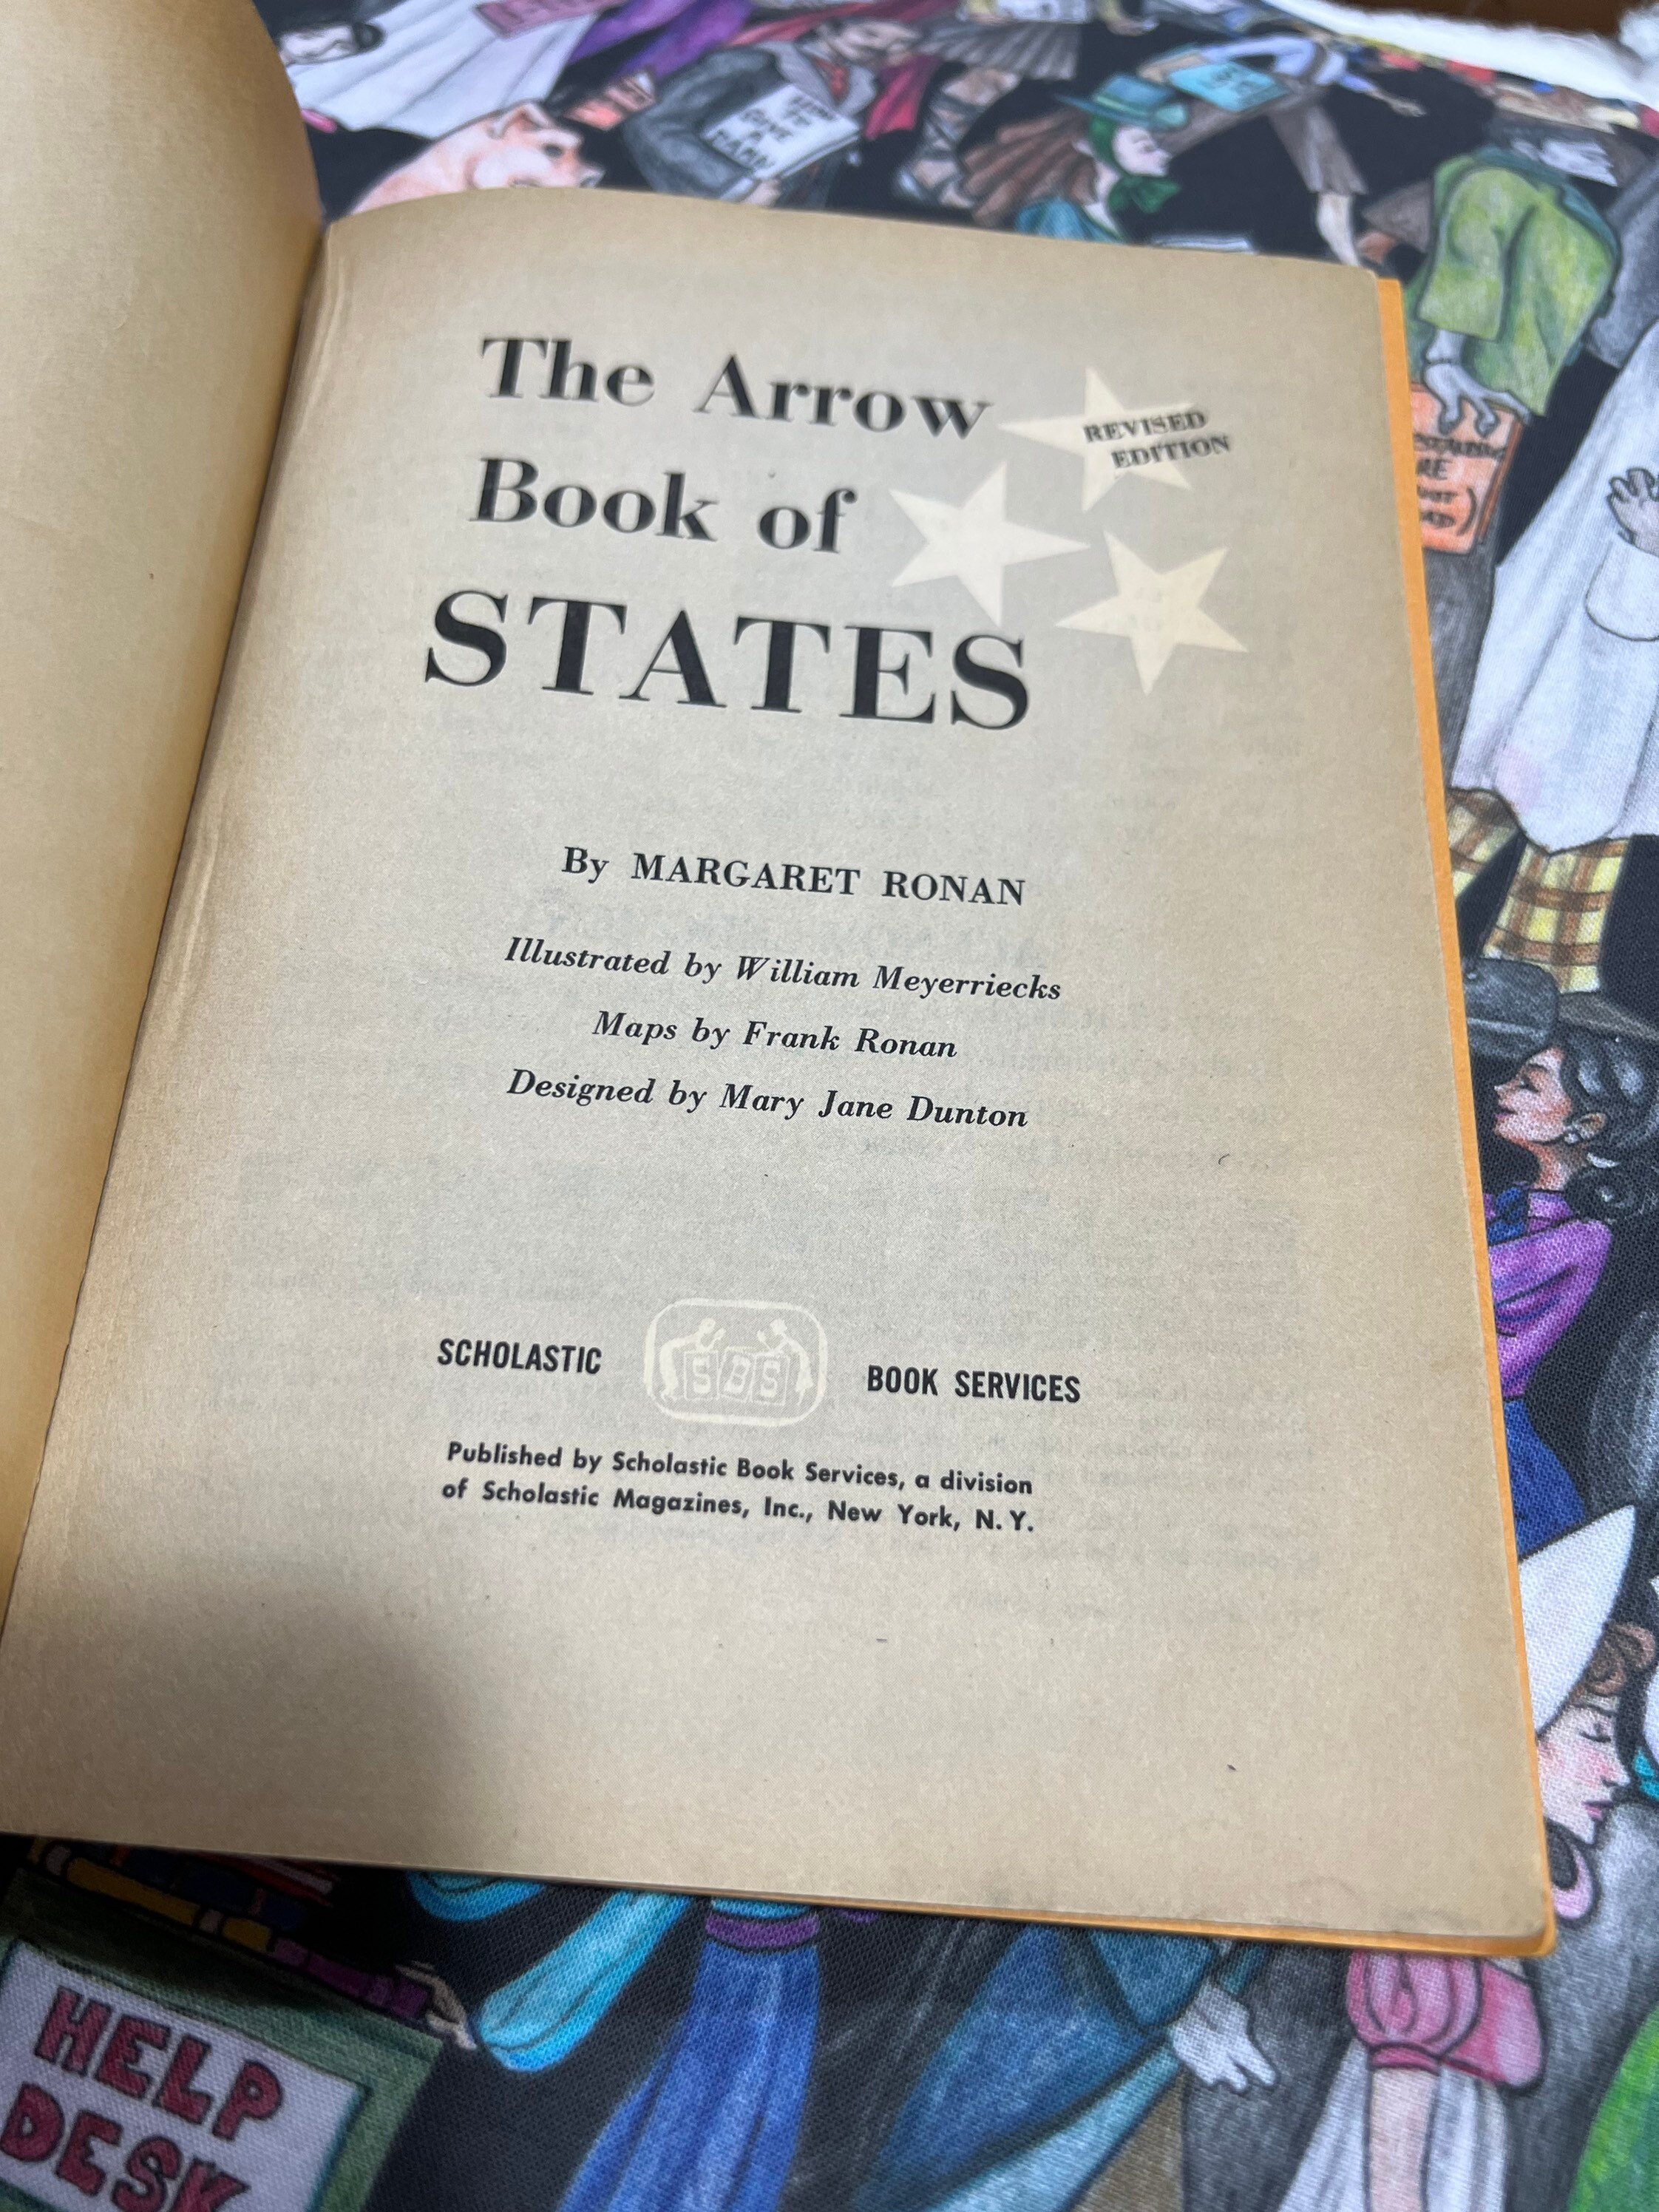 The Arrow
REVISED
EDITION
Book of
STATES
By MARGARET RONAN
Illustrated by William Meyerriecks
Maps by Frank Ronan
Designed by Mary Jane Dunton
SCHOLASTIC
SBS
BOOK SERVICES
Published by Scholastic Book Services, a division
of Scholastic Magazines, Inc., New York, N. Y.
HELP
DESK